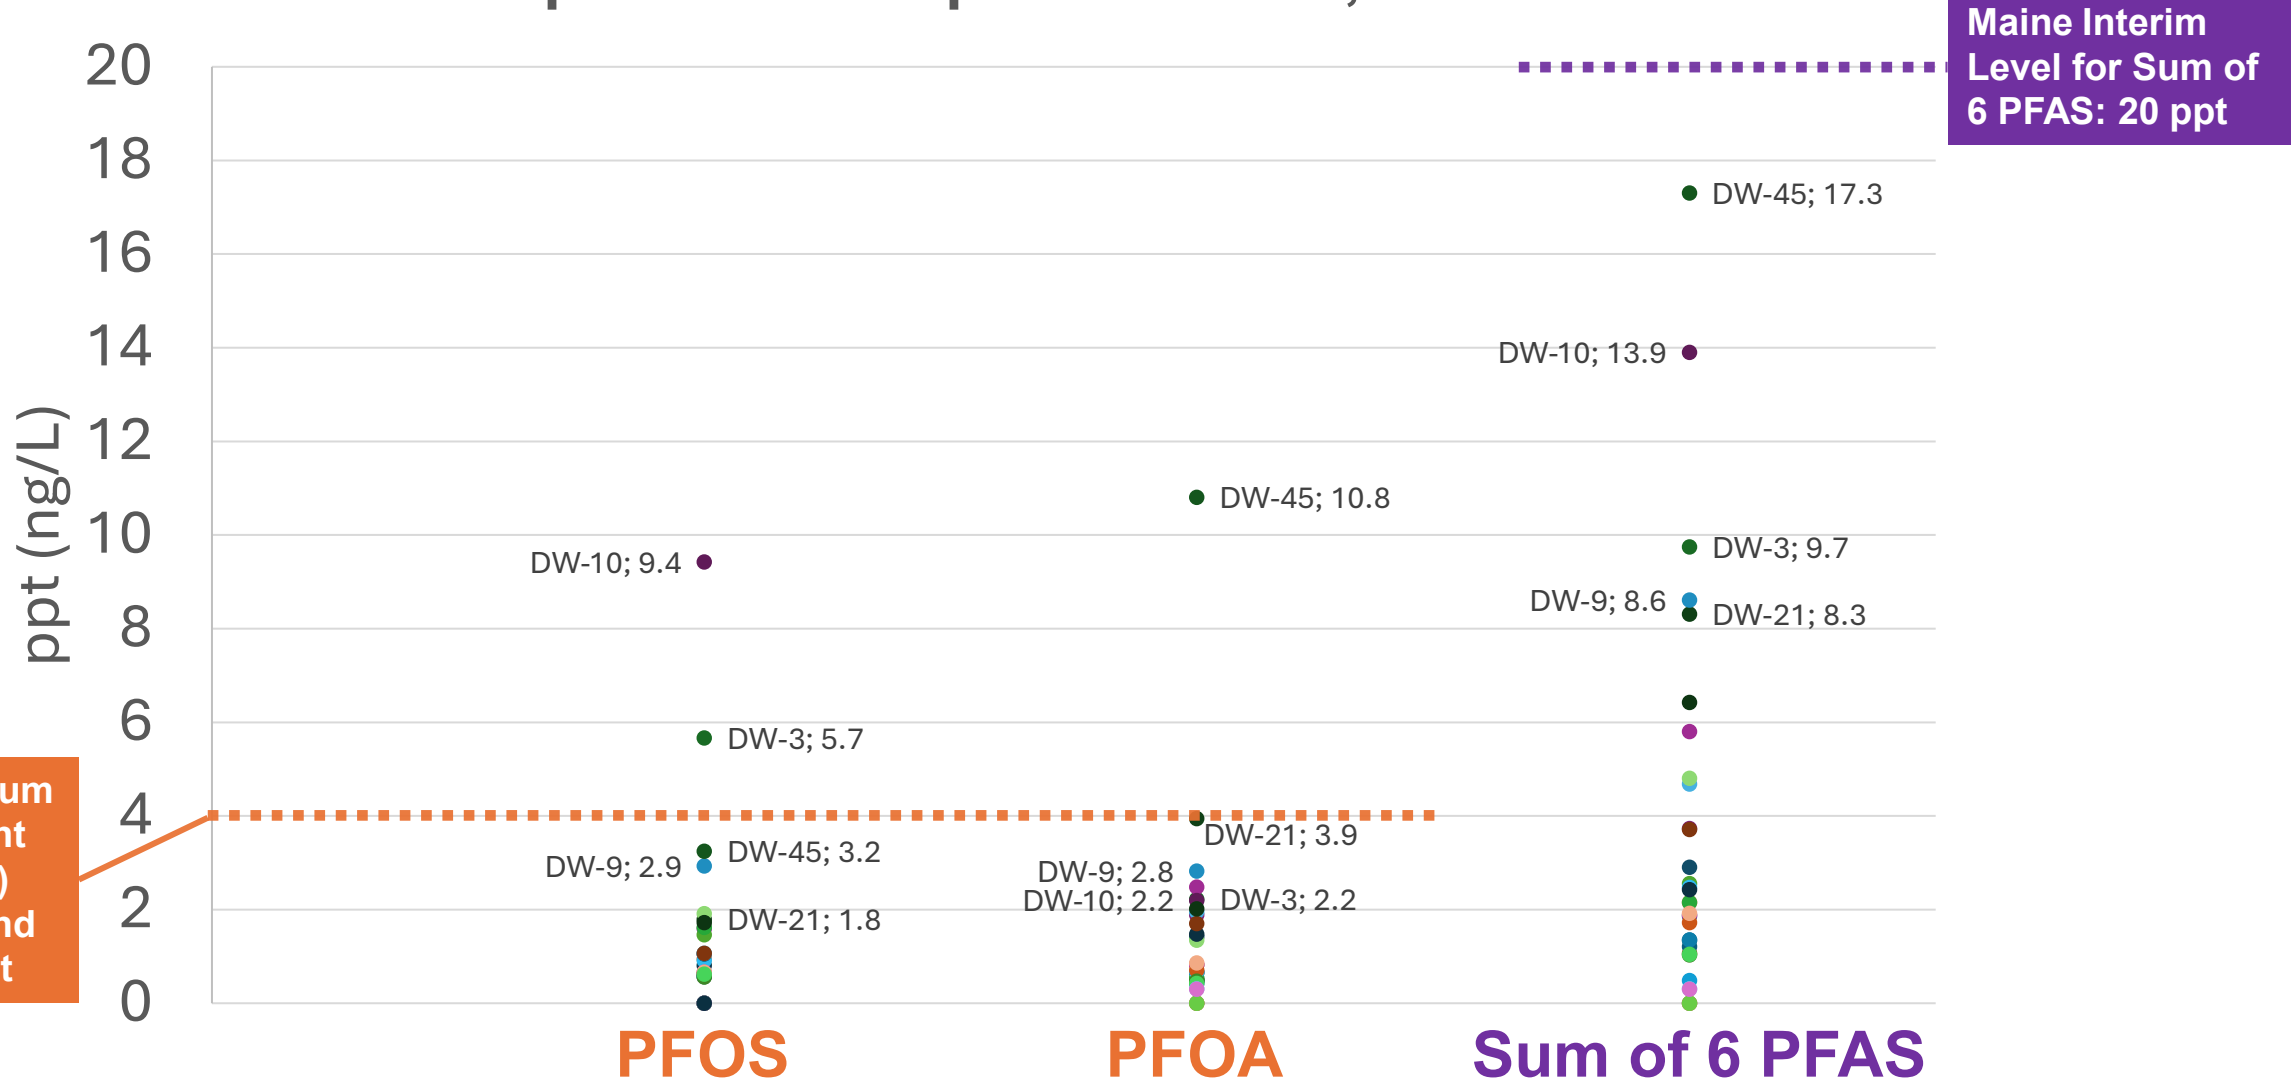 Maine Interim
Level for Sum of
6 PFAS: 20 ppt
ppt (ng/L)
20
18
16
14
12
10
8
6
4
2
0
DW-10; 9.4
DW-3; 5.7
DW-45; 3.2
DW-9; 2.9
DW-21; 1.8
DW-45; 10.8
DW-21; 3.9
DW-9; 2.8
DW-10; 2.2
DW-3; 2.2
DW-45; 17.3
DW-10; 13.9
DW-3; 9.7
DW-9; 8.6
DW-21; 8.3
um
nt
)
nd
t
PFOS
PFOA
Sum of 6 PFAS